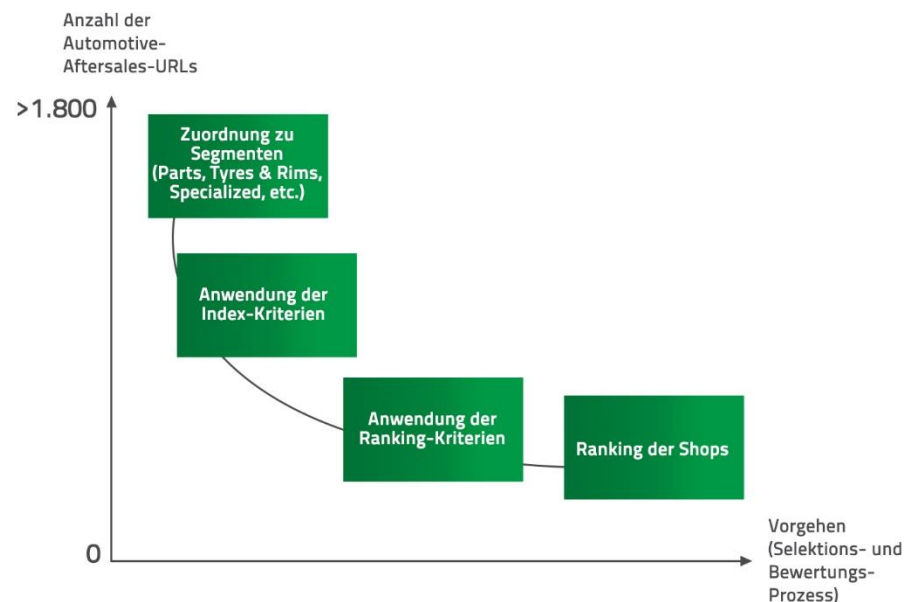 Anzahl der
Automotive-
Aftersales-URLs
>1.800
Zuordnung zu
Segmenten
(Parts, Tyres & Rims,
Specialized, etc.)
Anwendung der
Index-Kriterien
Anwendung der
Ranking-Kriterien
Ranking der Shops
0
Vorgehen
(Selektions- und
Bewertungs-
Prozess)